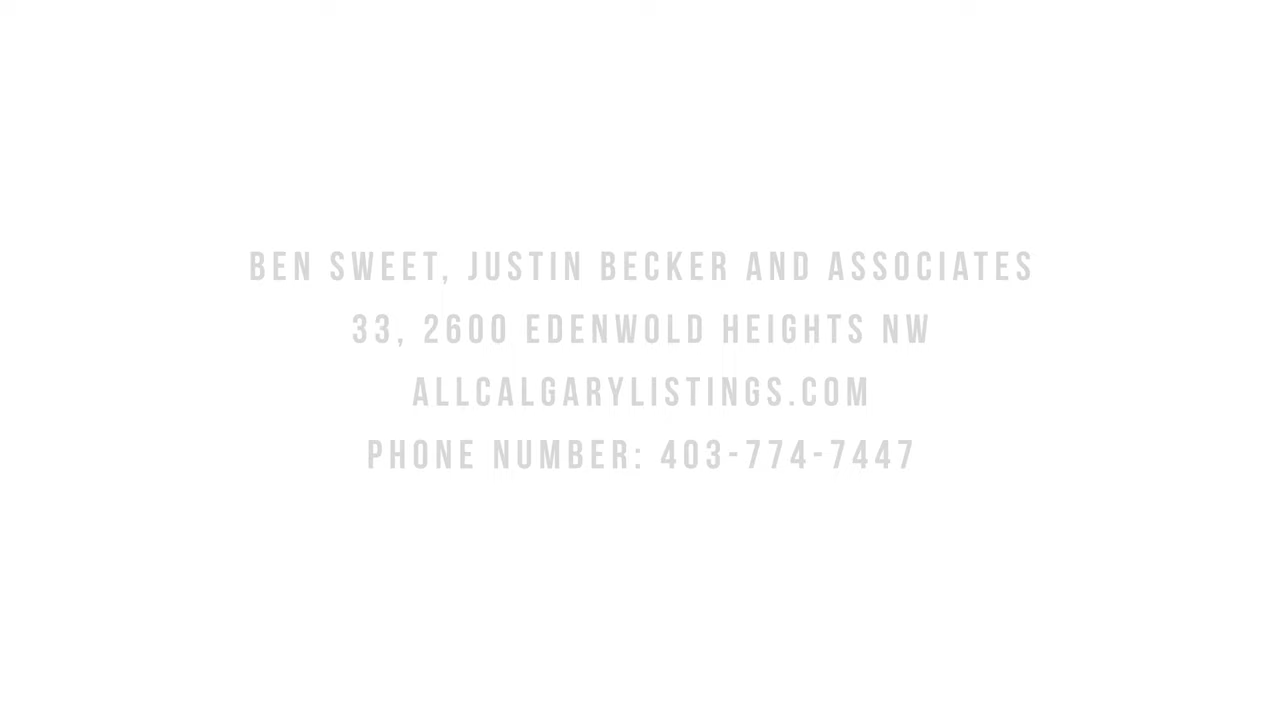 BEN SWEET, JUSTIN BECKER AND ASSOCIATES
33, 2600 EDENWOLD HEIGHTS NW
ALLCALGARYLISTINGS.COM
PHONE NUMBER: 403-774-7447